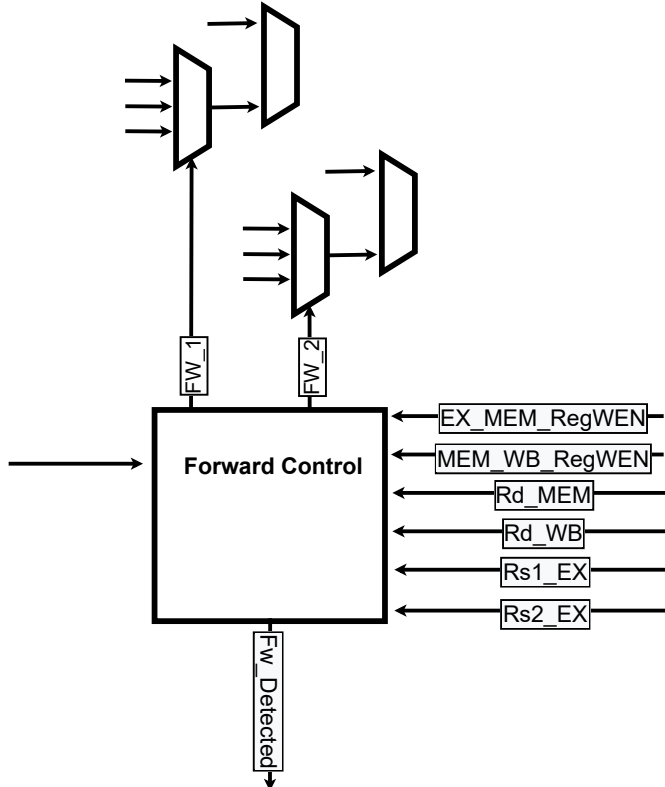 FW_1
FW_2
Forward Control
EX_MEM_RegWEN
MEM_WB_RegWEN
Rd_MEM
Rd_WB
Rs1_EX
Rs2_EX
Fw_Detected